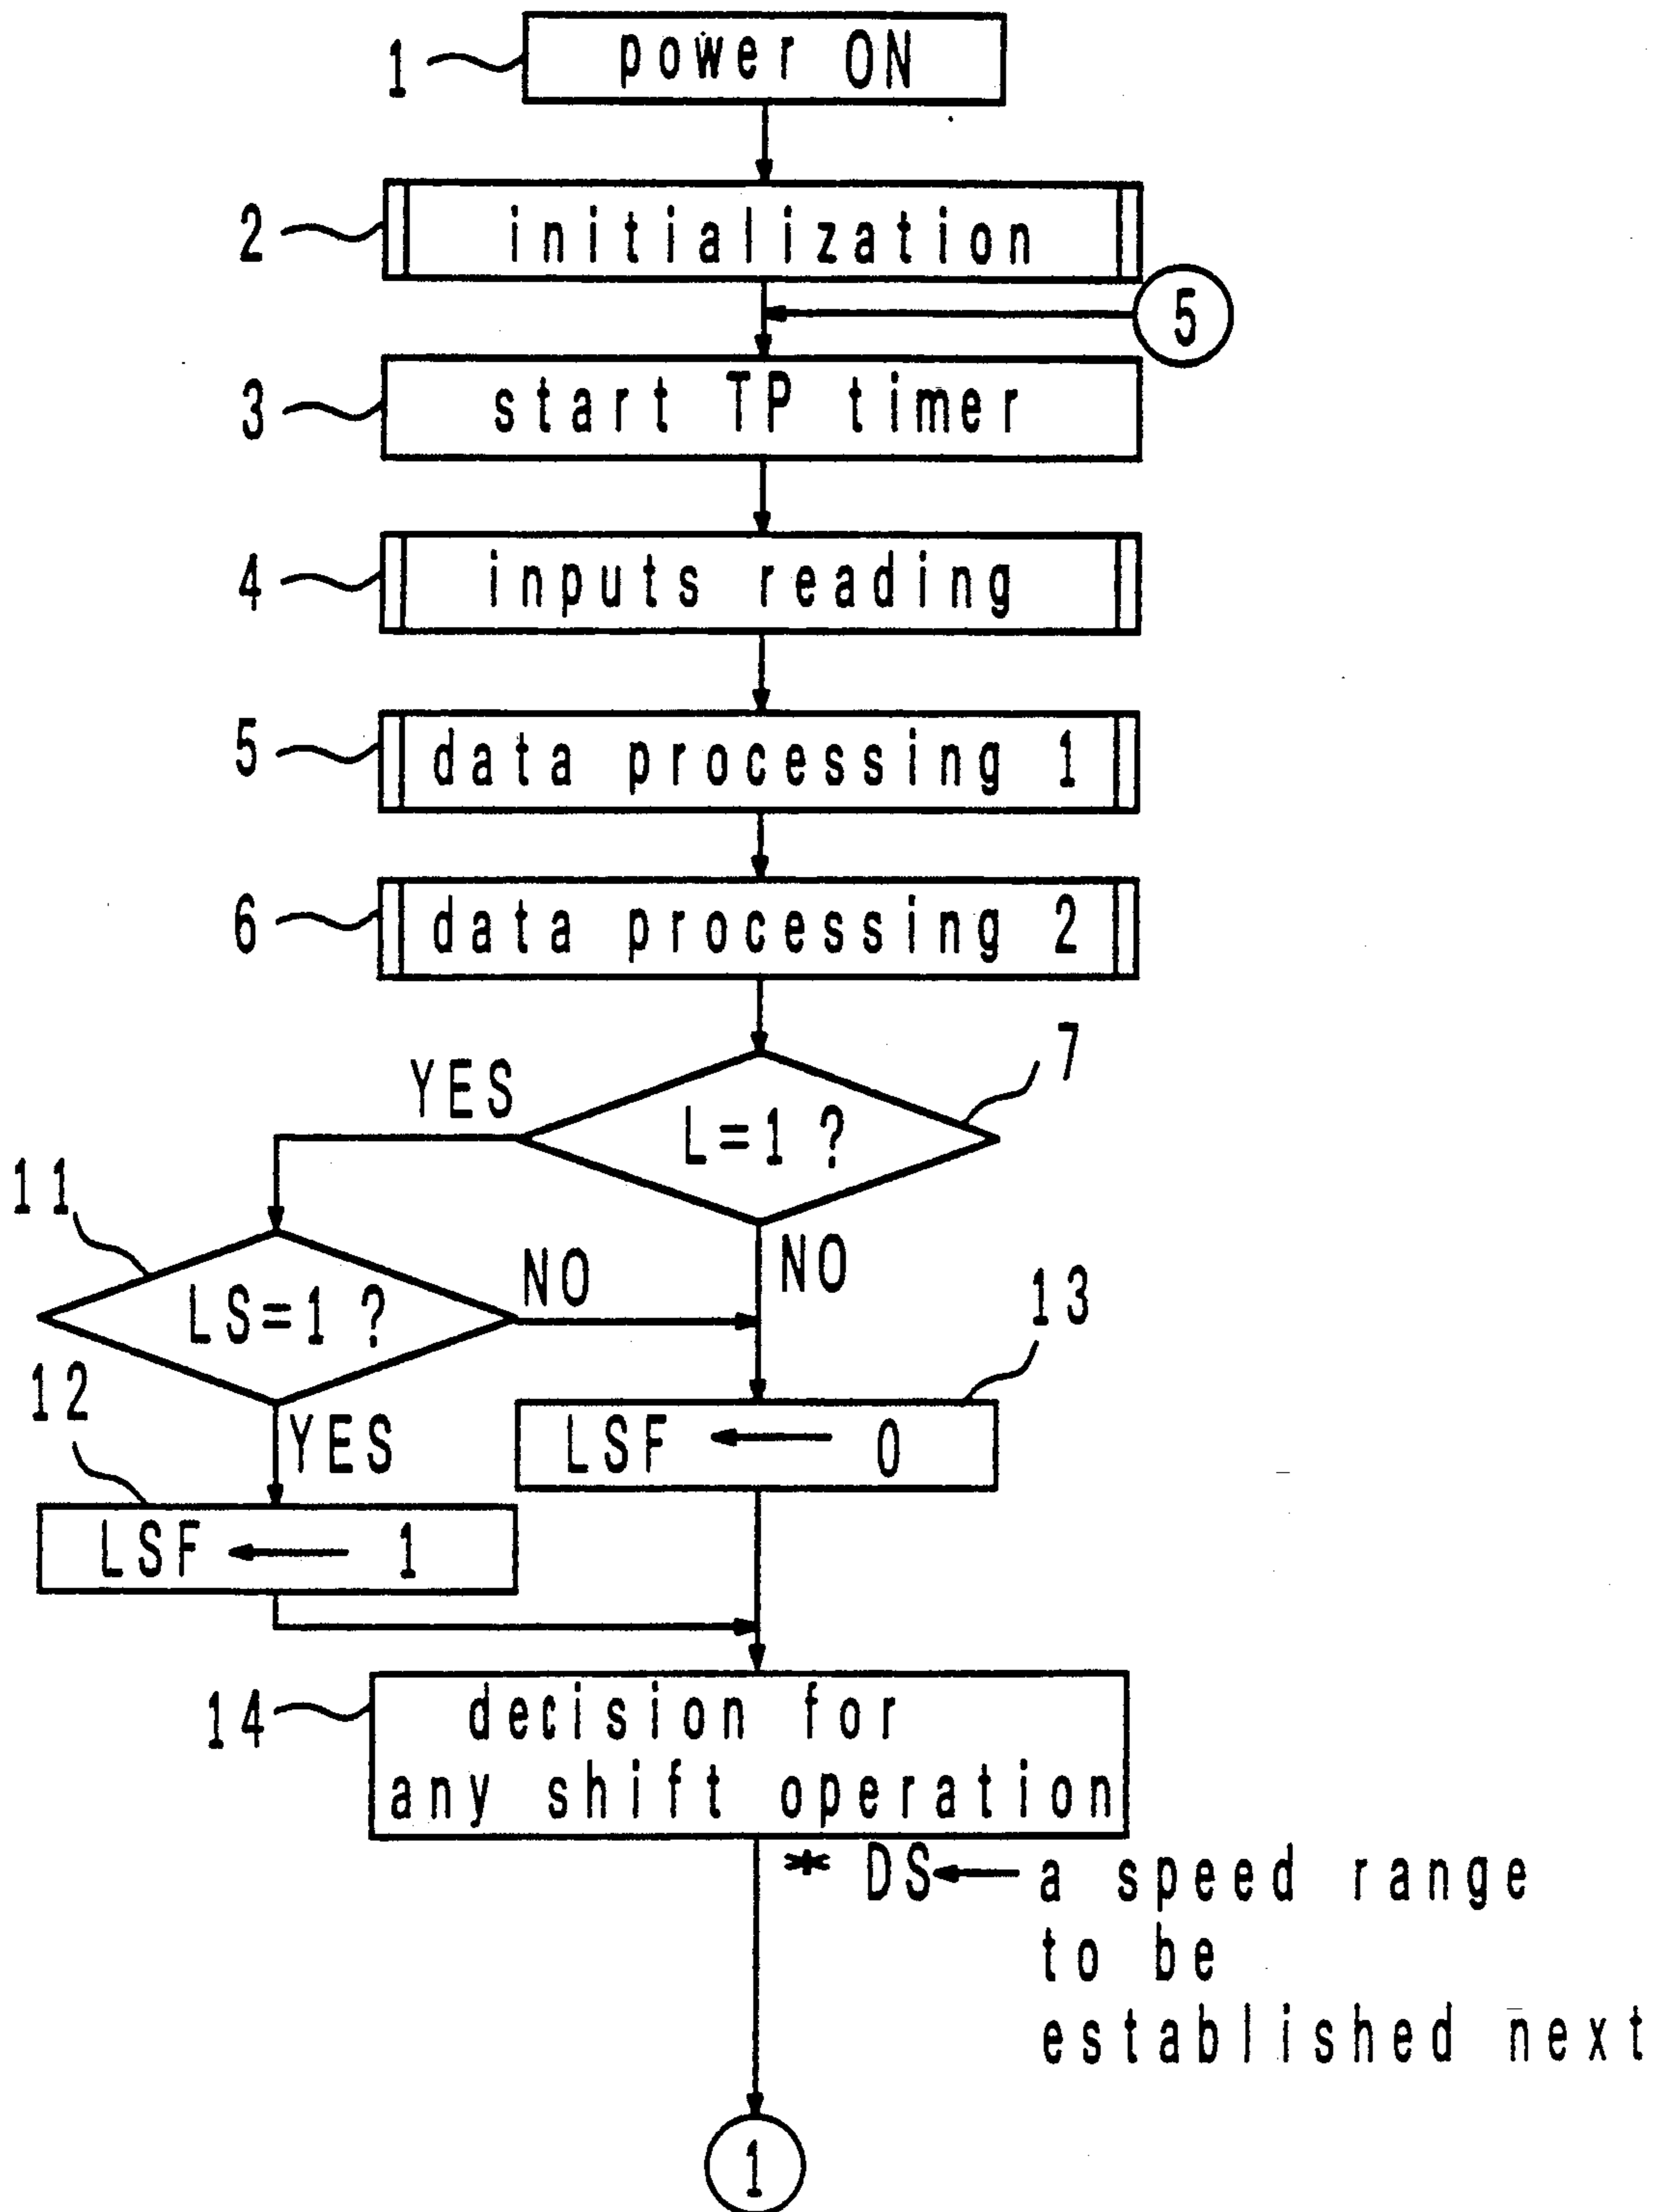 1
power ON
2
initialization
5
3
start TP timer
4
inputs reading
5
data processing 1
6
data processing 2
7
YES
L=1 ?
11
NO
LS=1 ?
NO
13
12
YES
LSF ← 0
LSF ← 1
14
decision for
any shift operation
* DS ← a speed range
to be
established next
1